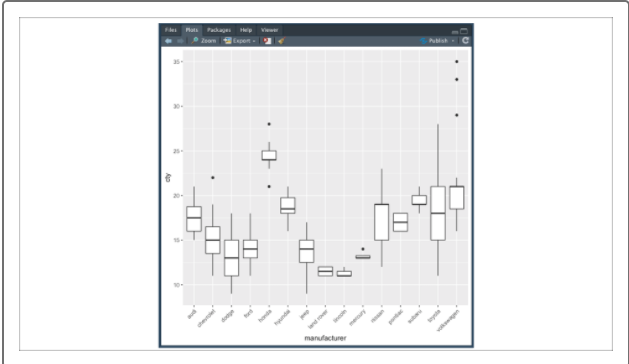 Files Plots Packages Help Viewer
Zoom Export Publish
35
30
25
20
15
10
cty
audi
chevrolet
dodge
ford
honda
hyundai
jeep
land rover
lincoln
mercury
nissan
pontiac
subaru
toyota
volkswagen
manufacturer